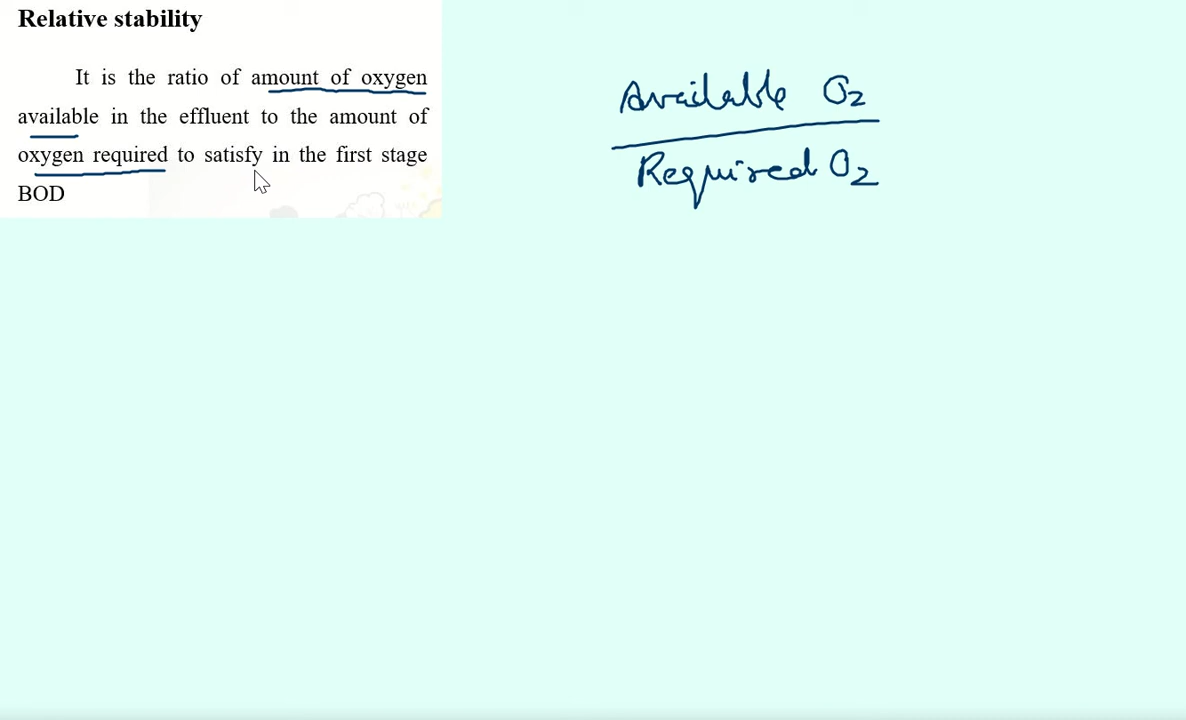 Relative stability
It is the ratio of amount of oxygen
available in the effluent to the amount of
oxygen required to satisfy in the first stage
BOD
Available O2
Required O2